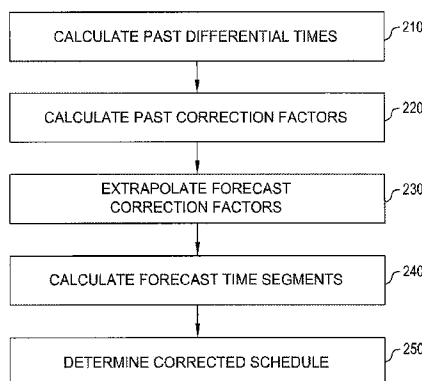 CALCULATE PAST DIFFERENTIAL TIMES
210
CALCULATE PAST CORRECTION FACTORS
220
EXTRAPOLATE FORECAST
CORRECTION FACTORS
230
CALCULATE FORECAST TIME SEGMENTS
240
DETERMINE CORRECTED SCHEDULE
250